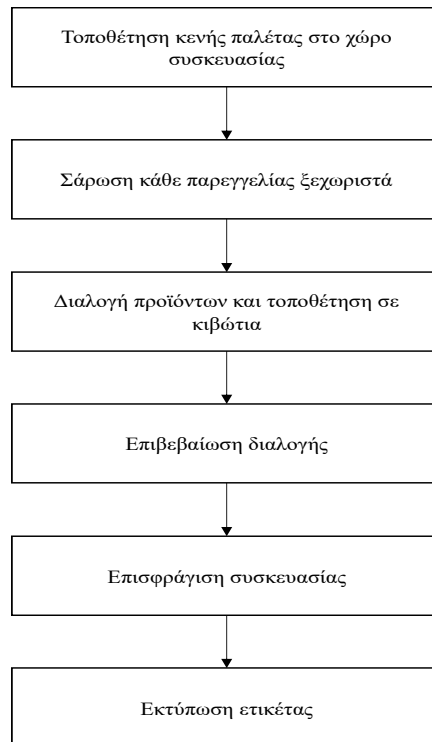 Τοποθέτηση κενής παλέτας στο χώρο
συσκευασίας
Σάρωση κάθε παρεγγελίας ξεχωριστά
Διαλογή προϊόντων και τοποθέτηση σε
κιβώτια
Επιβεβαίωση διαλογής
Επισφράγιση συσκευασίας
Εκτύπωση ετικέτας